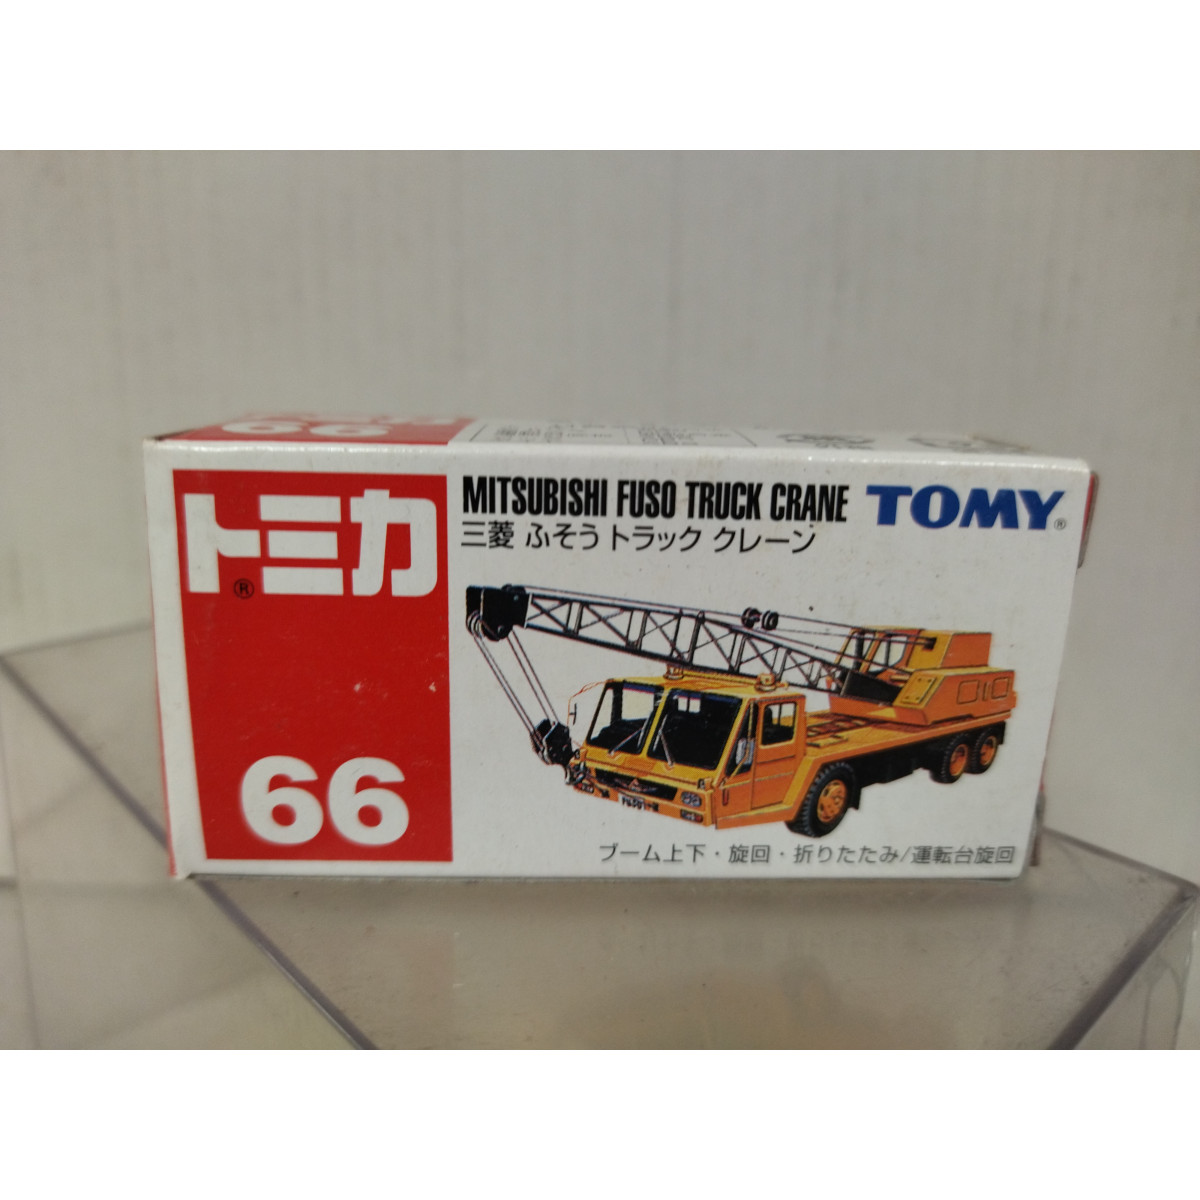 66
トミカ®
66
MITSUBISHI FUSO TRUCK CRANE
三菱 ふそう トラック クレーン
TOMY®
ブーム上下・旋回・折りたたみ/運転台旋回